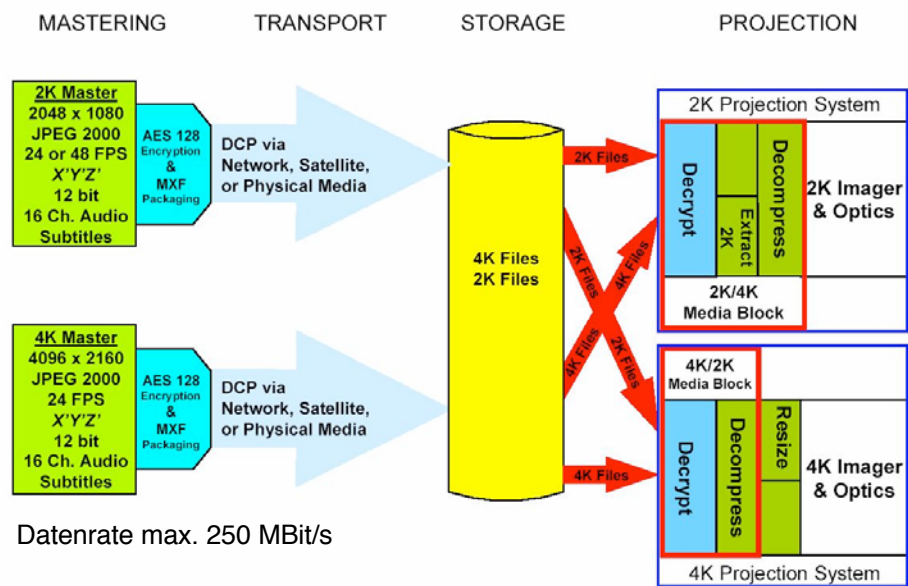 MASTERING
TRANSPORT
STORAGE
PROJECTION
2K Master
2048 x 1080
JPEG 2000
24 or 48 FPS
X'Y'Z'
12 bit
16 Ch. Audio
Subtitles
AES 128
Encryption
&
MXF
Packaging
DCP via
Network, Satellite,
or Physical Media
4K Files
2K Files
2K Files
2K Files
4K Files
4K Files
2K Files
4K Files
2K Projection System
Decrypt
Extract
2K
Decompress
2K Imager
& Optics
2K/4K
Media Block
4K Master
4096 x 2160
JPEG 2000
24 FPS
X'Y'Z'
12 bit
16 Ch. Audio
Subtitles
AES 128
Encryption
&
MXF
Packaging
DCP via
Network, Satellite,
or Physical Media
4K/2K
Media Block
Decrypt
Decompress
Resize
4K Imager
& Optics
4K Projection System
Datenrate max. 250 MBit/s